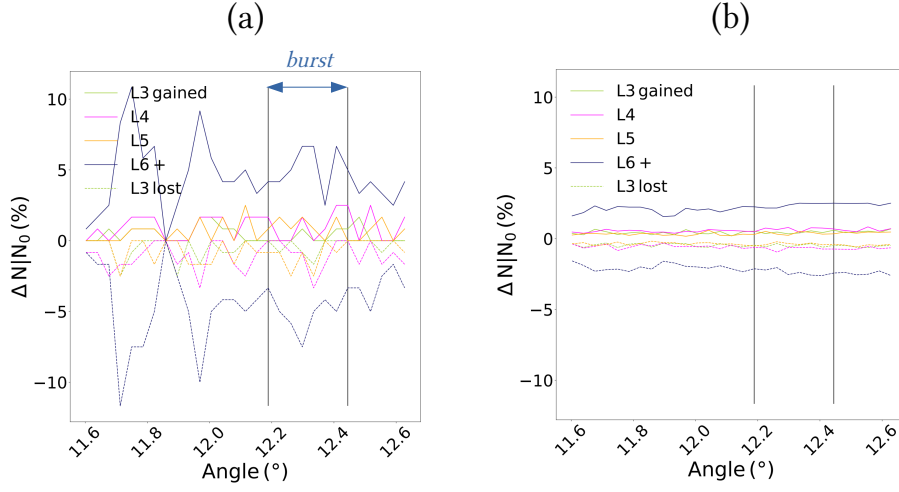 (a)
burst
L3 gained
L4
L5
L6 +
L3 lost
10
5
0
−5
−10
Δ N|N₀ (%)
11.6
11.8
12.0
12.2
12.4
12.6
Angle (°)
(b)
L3 gained
L4
L5
L6 +
L3 lost
10
5
0
−5
−10
Δ N|N₀ (%)
11.6
11.8
12.0
12.2
12.4
12.6
Angle (°)